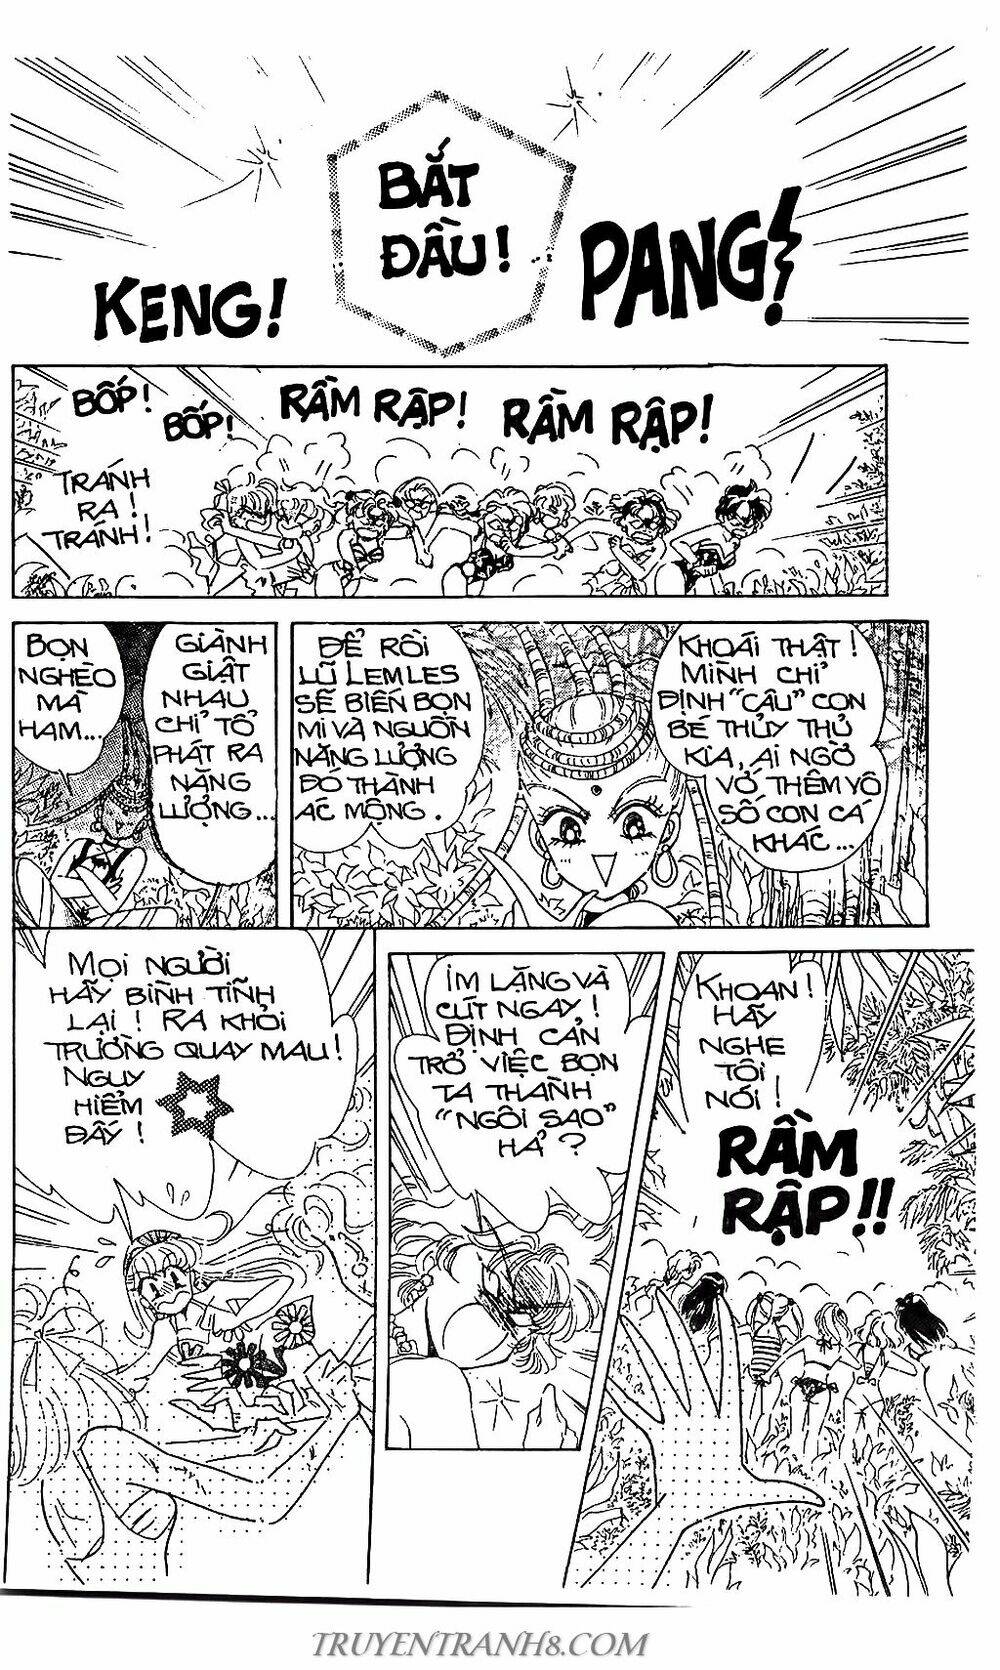 BẮT
ĐẦU!
KENG!
PANG!
BỐP!
BỐP!
RẦM RẬP!
RẦM RẬP!
TRÁNH
RA!
TRÁNH!
BỌN
NGHÈO
MÀ
HAM...
GIÀNH
GIẬT
NHAU
CHỈ TỔ
PHÁT RA
NĂNG
LƯỢNG...
ĐỂ RỒI
LŨ LEMLES
SẼ BIẾN BỌN
MI VÀ NGUỒN
NĂNG LƯỢNG
ĐÓ THÀNH
ÁC MỘNG.
KHOÁI THẬT!
MÌNH CHỈ
ĐỊNH "CÂU" CON
BÉ THỦY THỦ
KIA, AI NGỜ
VỚ THÊM VÔ
SỐ CON CÁ
KHÁC...
MỌI NGƯỜI
HÃY BÌNH TĨNH
LẠI! RA KHỎI
TRƯỜNG QUAY MAU!
NGUY
HIỂM
ĐẤY!
IM LẶNG VÀ
CÚT NGAY!
ĐỊNH CẢN
TRỞ VIỆC BỌN
TA THÀNH
"NGÔI SAO"
HẢ?
KHOAN!
HÃY
NGHE
TÔI
NÓI!
RẦM
RẬP!!
TRUYENTRANH8.COM